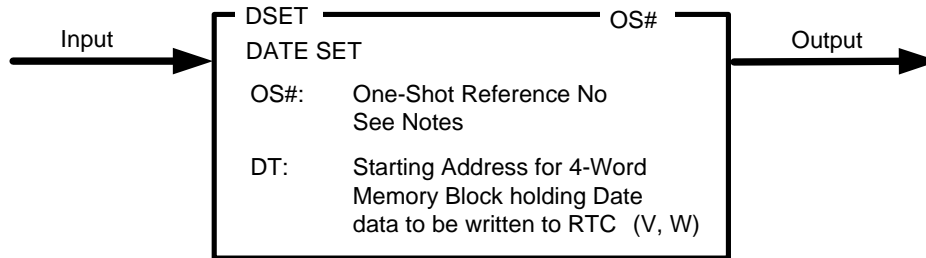 DSET OS#
Input
DATE SET
Output
OS#: One-Shot Reference No
See Notes
DT: Starting Address for 4-Word
Memory Block holding Date
data to be written to RTC (V, W)